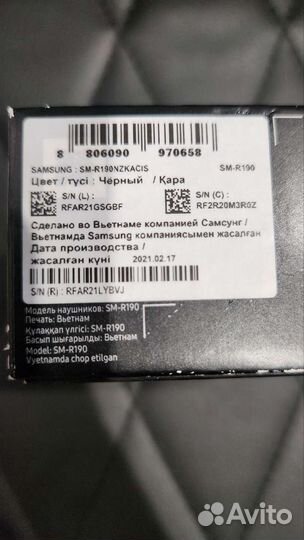 8 806090 970658
SAMSUNG : SM-R190NZKACIS SM-R190
Цвет / түсі : Чёрный / Қара
S/N (L) : S/N (C) :
RFAR21GSGBF RF2R20M3R0Z
Сделано во Вьетнаме компанией Самсунг /
Вьетнамда Samsung компаниясымен жасалған
Дата производства /
жасалған күні 2021.02.17
S/N (R) : RFAR21LYBVJ
Модель наушников: SM-R190
Печать: Вьетнам
Құлаққап үлгісі: SM-R190
Басып шығарылды: Вьетнам
Model: SM-R190
Vyetnamda chop etilgan
Avito